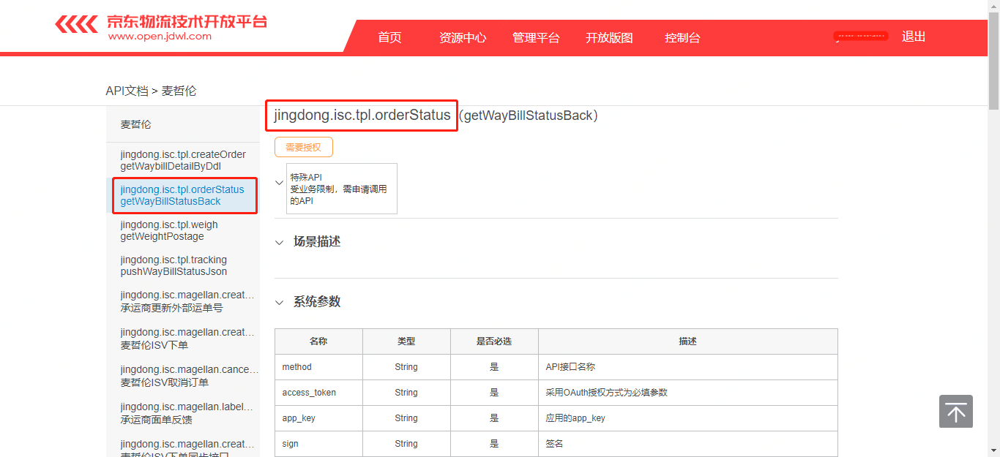 京东物流技术开放平台
www.open.jdwl.com
首页 资源中心 管理平台 开放版图 控制台 退出
API文档 > 麦哲伦
麦哲伦
jingdong.isc.tpl.createOrder
getWaybillDetailByDdl
jingdong.isc.tpl.orderStatus
getWayBillStatusBack
jingdong.isc.tpl.weigh
getWeightPostage
jingdong.isc.tpl.tracking
pushWayBillStatusJson
jingdong.isc.magellan.creat…
承运商更新外部运单号
jingdong.isc.magellan.creat…
麦哲伦ISV下单
jingdong.isc.magellan.cance…
麦哲伦ISV取消订单
jingdong.isc.magellan.label…
承运商面单反馈
jingdong.isc.magellan.creat…
麦哲伦ISV下单同步接口
jingdong.isc.tpl.orderStatus (getWayBillStatusBack)
需要授权
特殊API
受业务限制，需申请调用
的API
场景描述
系统参数
名称 类型 是否必选 描述
method String 是 API接口名称
access_token String 是 采用OAuth授权方式为必填参数
app_key String 是 应用的app_key
sign String 是 签名